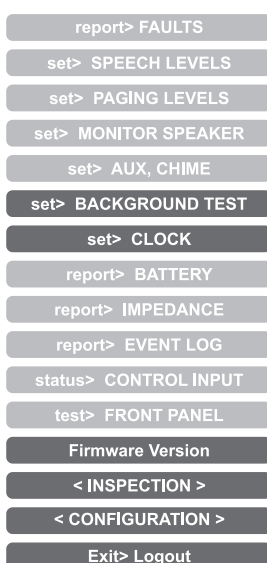 report> FAULTS
set> SPEECH LEVELS
set> PAGING LEVELS
set> MONITOR SPEAKER
set> AUX, CHIME
set> BACKGROUND TEST
set> CLOCK
report> BATTERY
report> IMPEDANCE
report> EVENT LOG
status> CONTROL INPUT
test> FRONT PANEL
Firmware Version
< INSPECTION >
< CONFIGURATION >
Exit> Logout